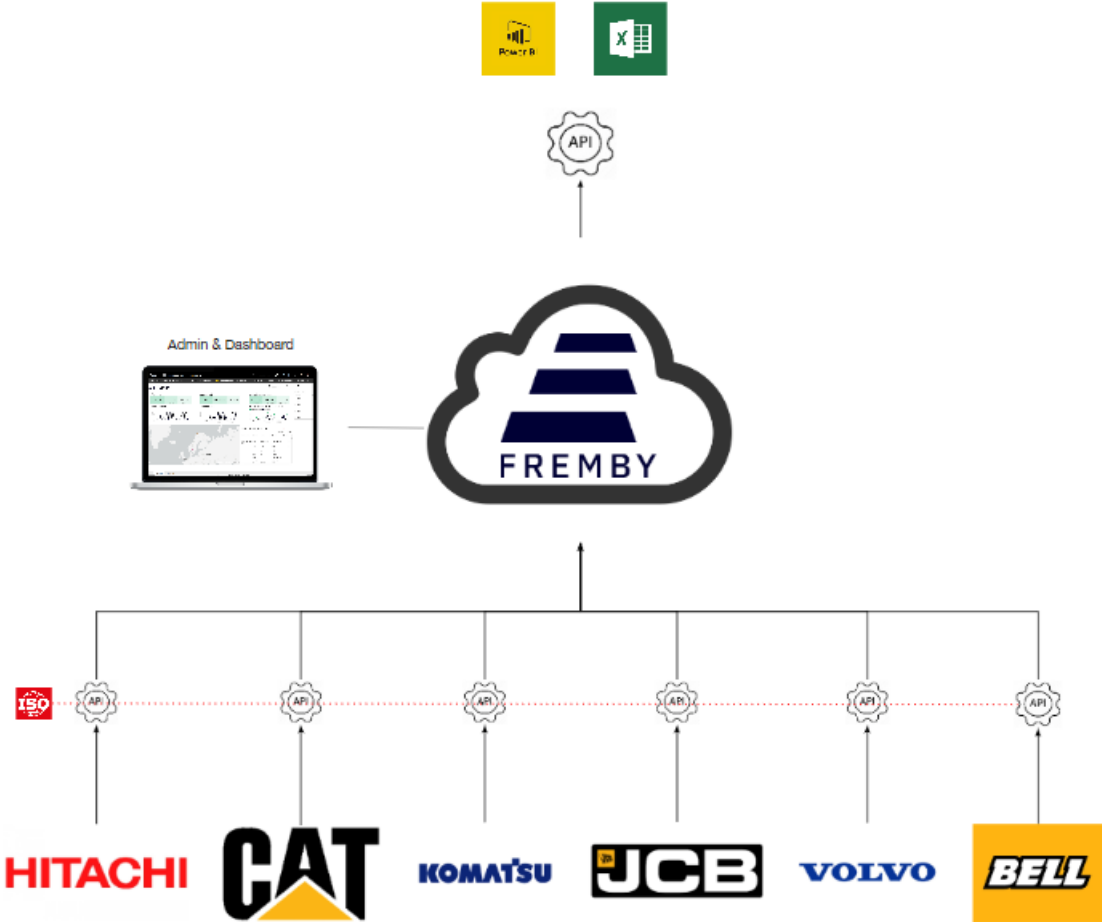 Power BI
API
Admin & Dashboard
FREMBY
ISO
API
API
API
API
API
API
HITACHI
CAT
KOMATSU
JCB
VOLVO
BELL